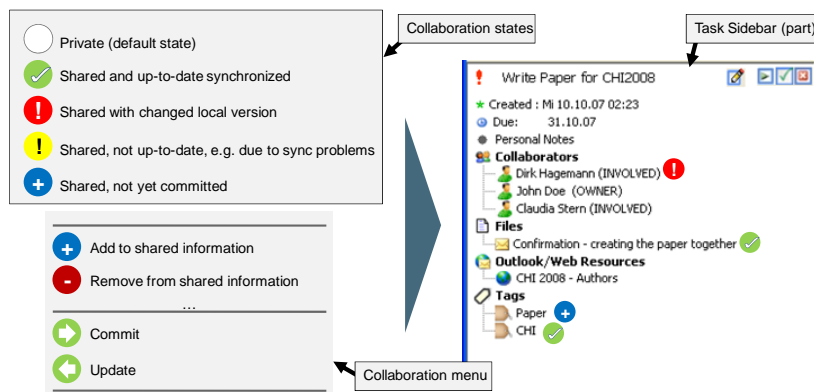 Collaboration states
Private (default state)
Shared and up-to-date synchronized
! Shared with changed local version
! Shared, not up-to-date, e.g. due to sync problems
+ Shared, not yet committed
+ Add to shared information
- Remove from shared information
...
Commit
Update
Collaboration menu
Task Sidebar (part)
! Write Paper for CHI2008
Created : Mi 10.10.07 02:23
Due: 31.10.07
Personal Notes
Collaborators
Dirk Hagemann (INVOLVED) !
John Doe (OWNER)
Claudia Stern (INVOLVED)
Files
Confirmation - creating the paper together
Outlook/Web Resources
CHI 2008 - Authors
Tags
Paper +
CHI